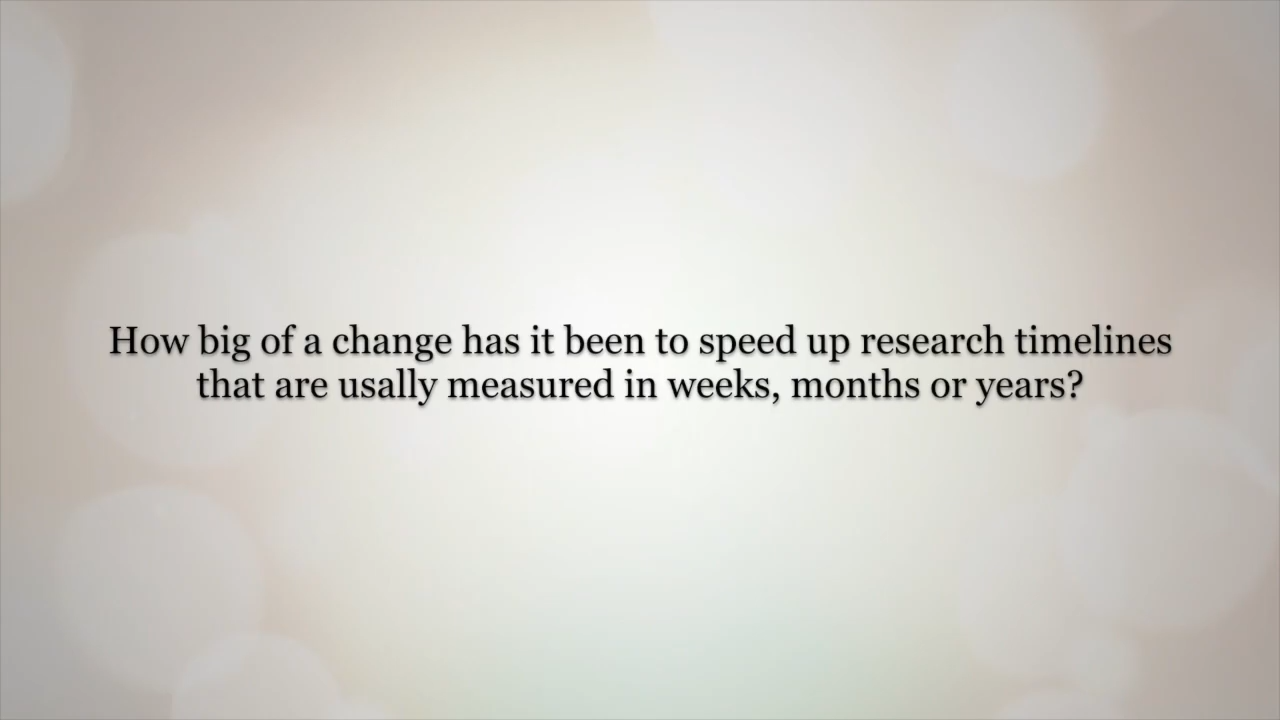 How big of a change has it been to speed up research timelines
that are usally measured in weeks, months or years?